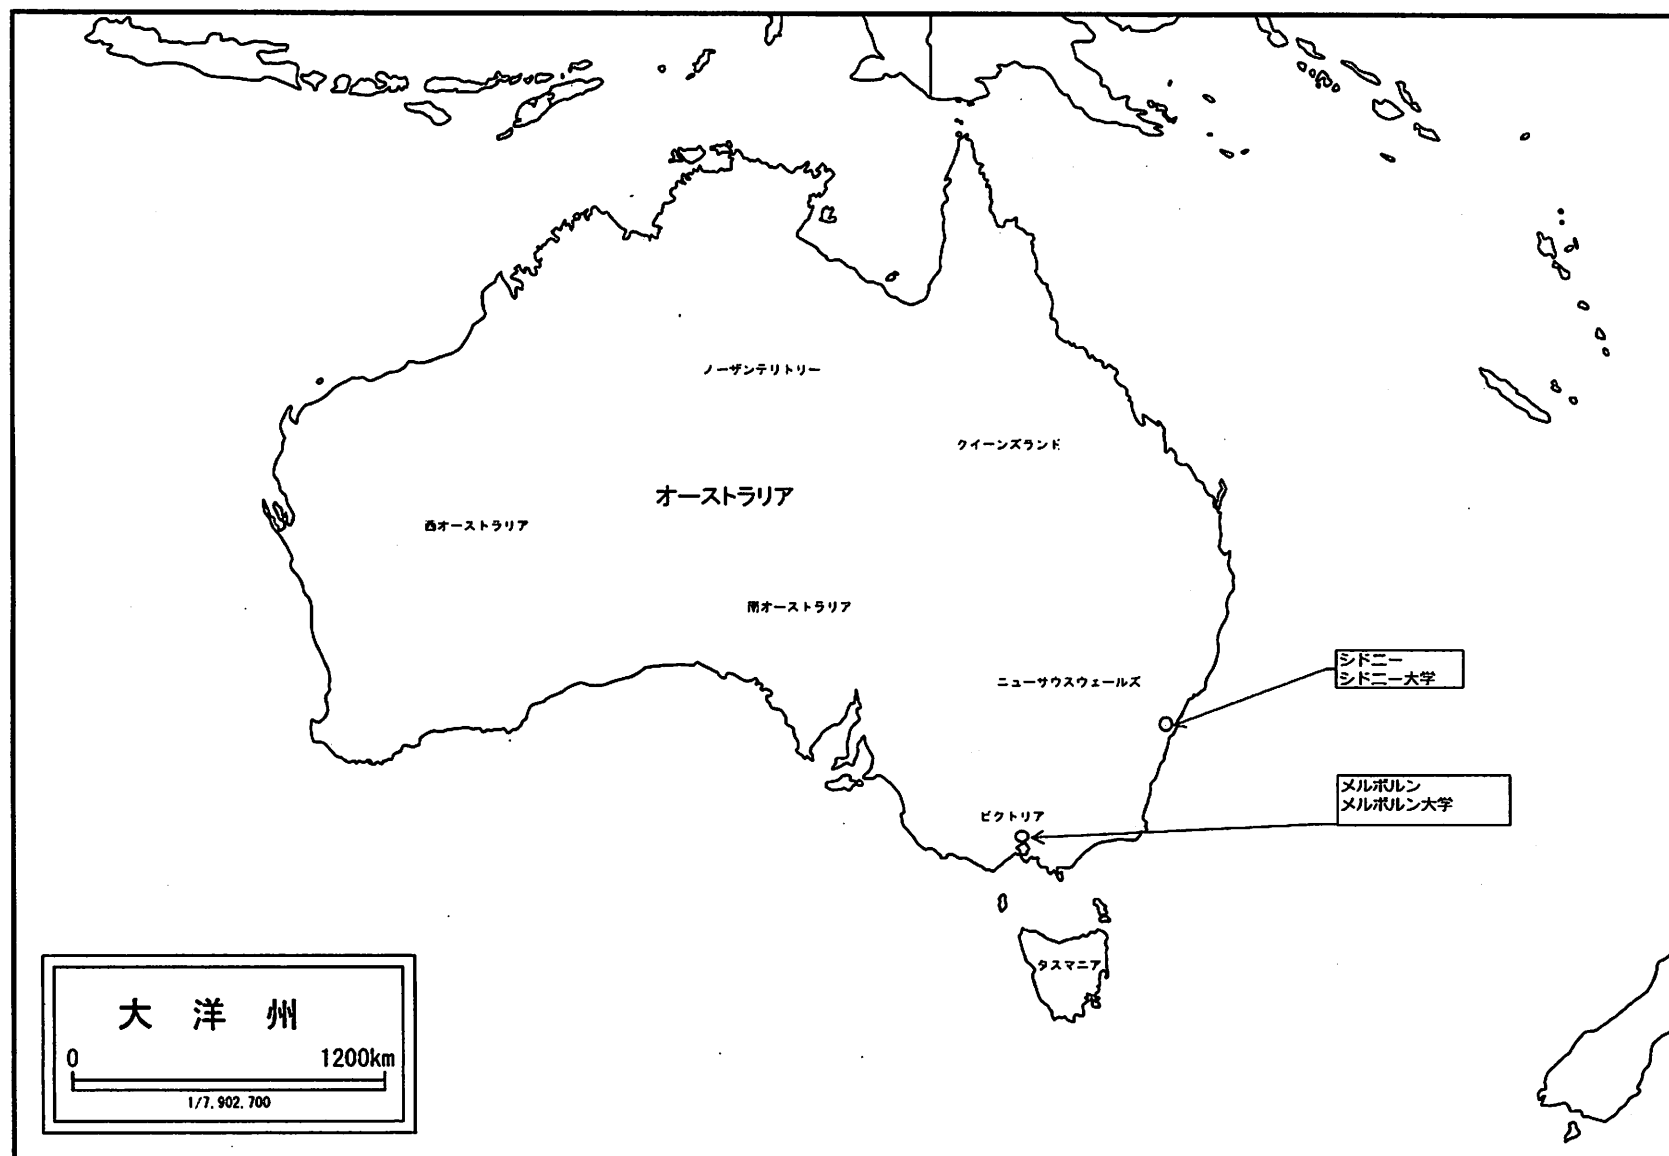 ノーザンテリトリー
クイーンズランド
オーストラリア
西オーストラリア
南オーストラリア
シドニー
シドニー大学
ニューサウスウェールズ
メルボルン
メルボルン大学
ビクトリア
タスマニア
大 洋 州
0 1200km
1/7,902,700